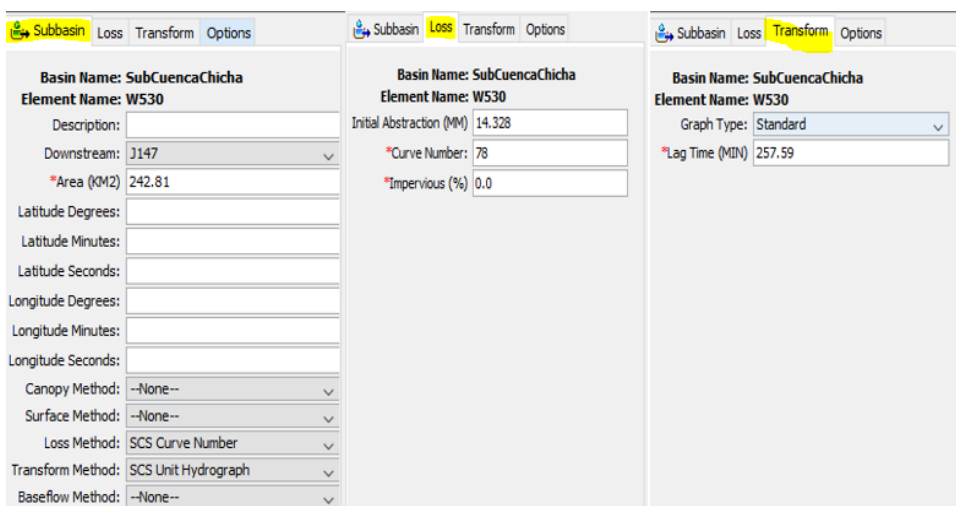 Subbasin Loss Transform Options
Basin Name: SubCuencaChicha
Element Name: W530
Description:
Downstream: J147
*Area (KM2) 242.81
Latitude Degrees:
Latitude Minutes:
Latitude Seconds:
Longitude Degrees:
Longitude Minutes:
Longitude Seconds:
Canopy Method: --None--
Surface Method: --None--
Loss Method: SCS Curve Number
Transform Method: SCS Unit Hydrograph
Baseflow Method: --None--
Subbasin Loss Transform Options
Basin Name: SubCuencaChicha
Element Name: W530
Initial Abstraction (MM) 14.328
*Curve Number: 78
*Impervious (%) 0.0
Subbasin Loss Transform Options
Basin Name: SubCuencaChicha
Element Name: W530
Graph Type: Standard
*Lag Time (MIN) 257.59